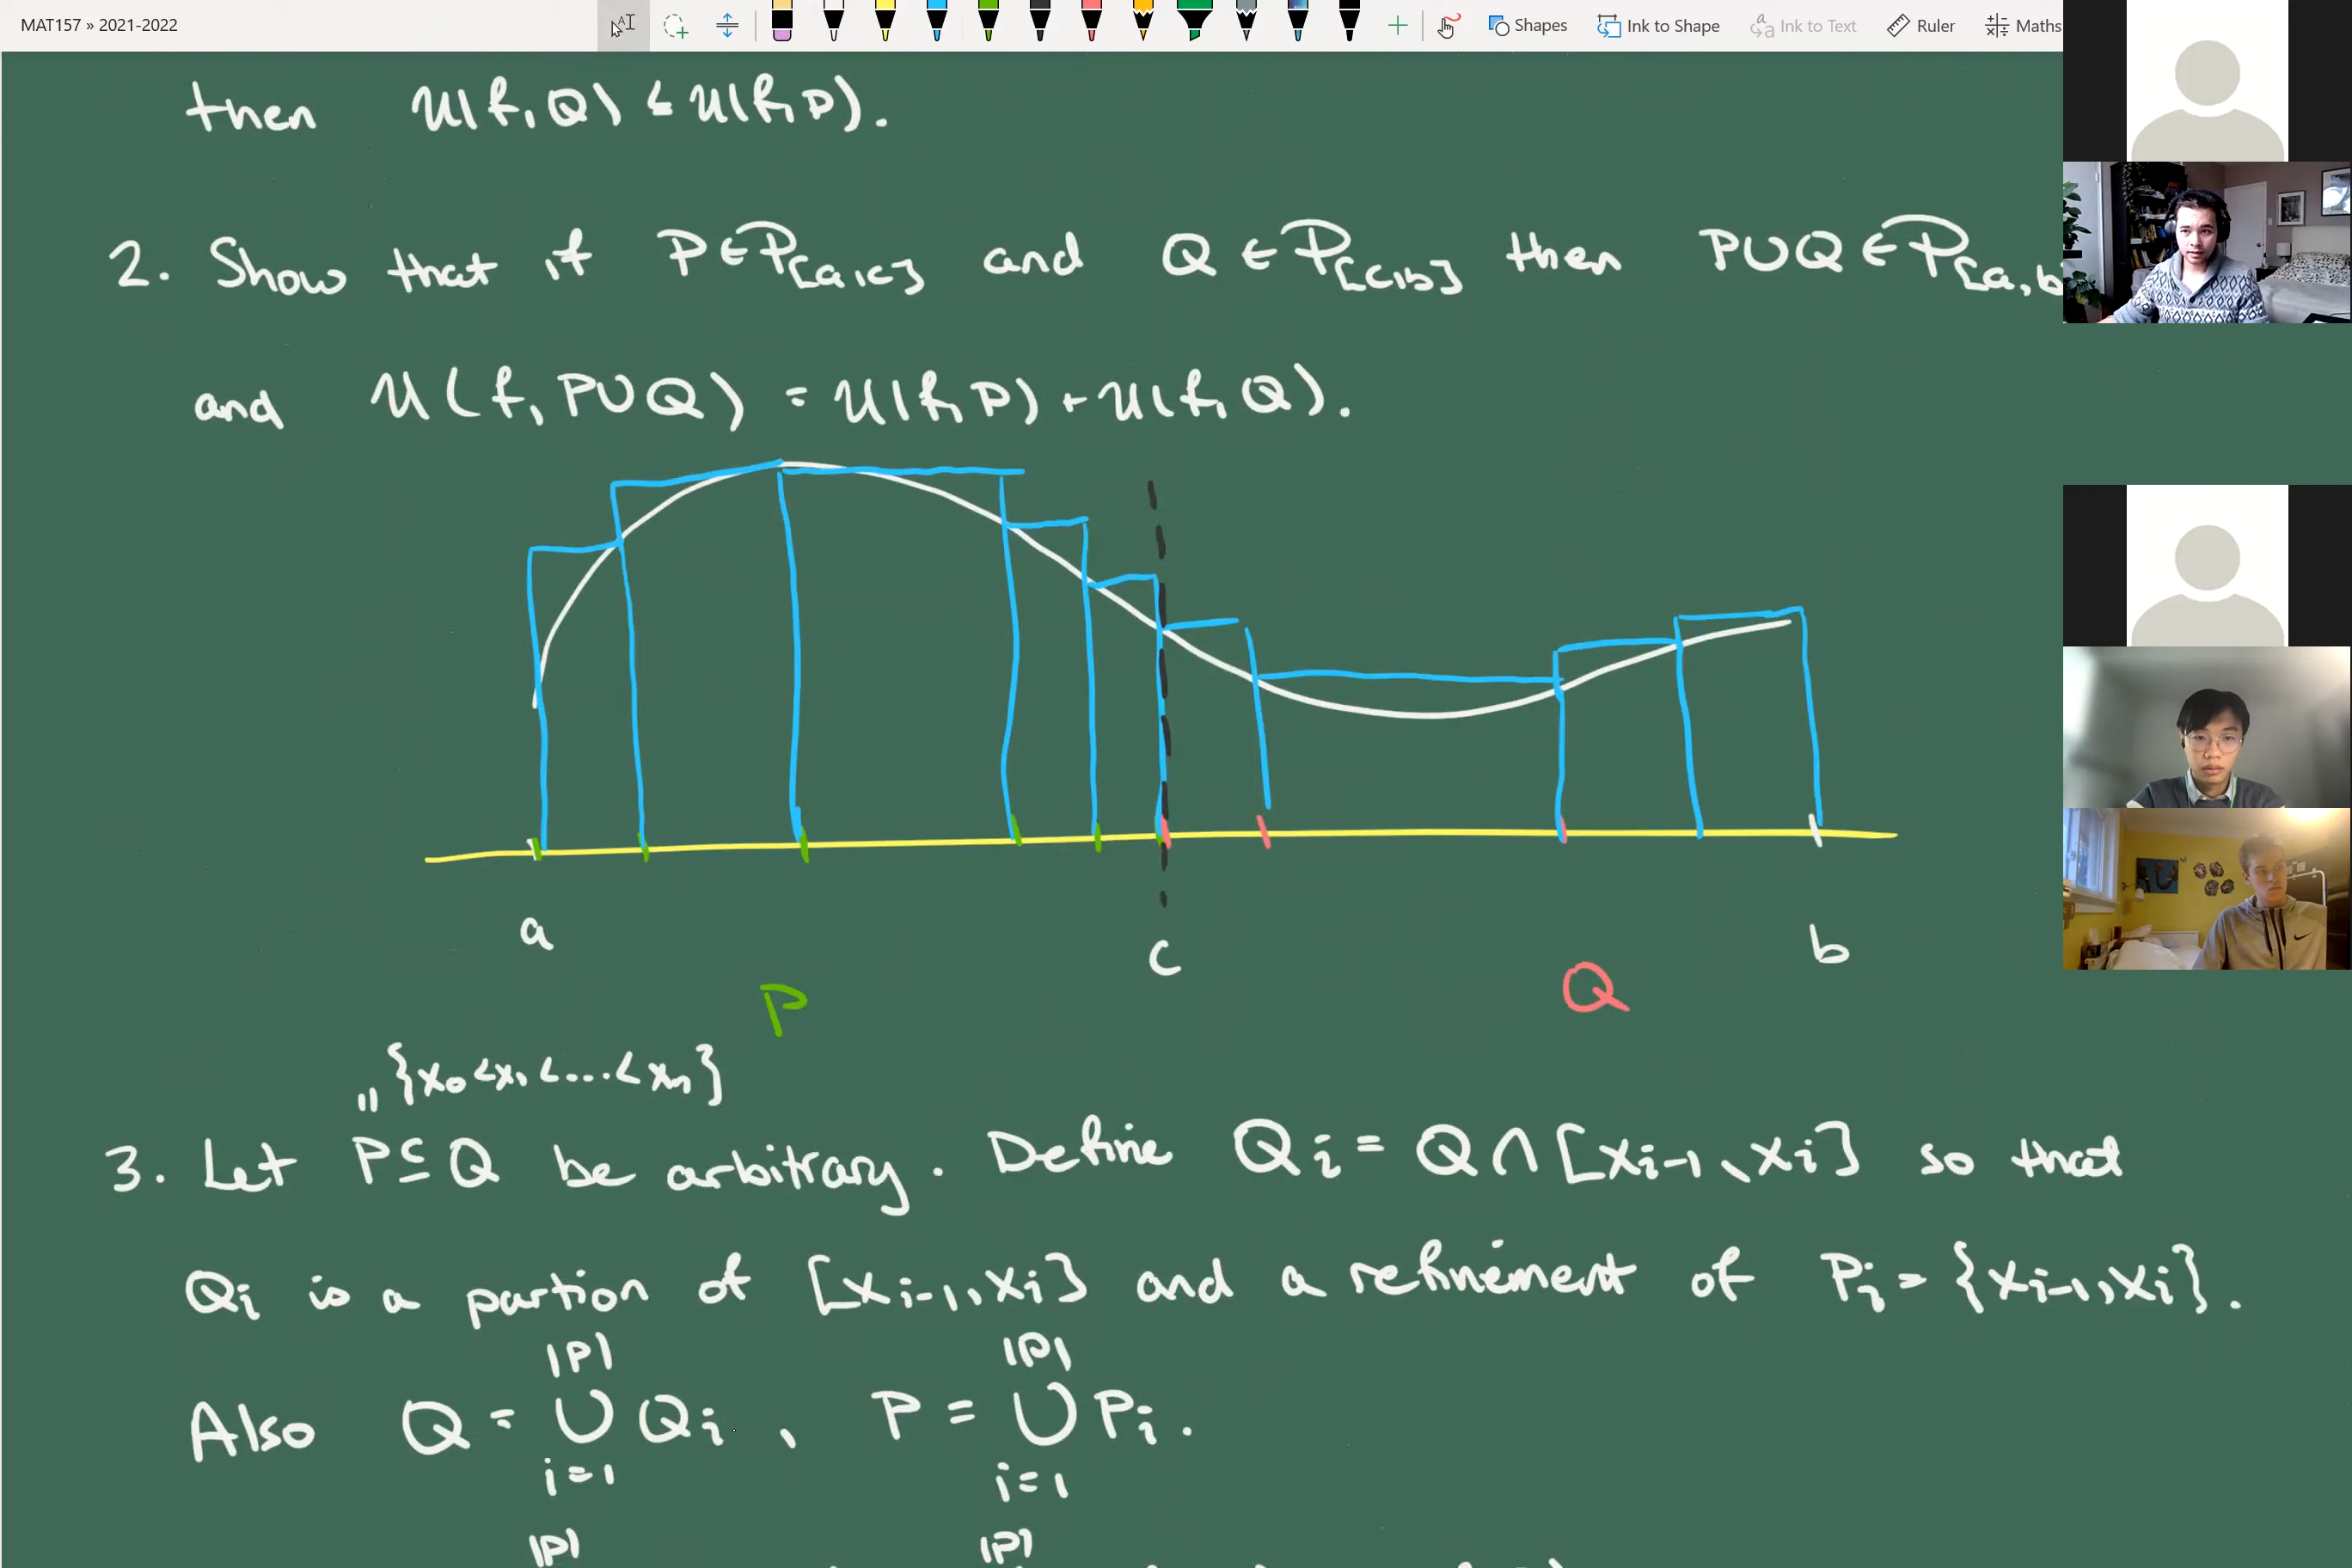 MAT157 » 2021-2022
Shapes Ink to Shape Ink to Text Ruler Maths
then U(f, Q) ≤ U(f, P).
2. Show that if P ∈ P[a,c] and Q ∈ P[c,b] then P∪Q ∈ P[a,b
and U(f, P∪Q) = U(f, P) + U(f, Q).
a c b
P Q
" {x₀ < x₁ < ... < xₙ}
3. Let P ⊆ Q be arbitrary. Define Qᵢ = Q ∩ [xᵢ₋₁, xᵢ] so that
Qᵢ is a partion of [xᵢ₋₁, xᵢ] and a refinement of Pᵢ = {xᵢ₋₁, xᵢ}.
|P| |P|
Also Q = ∪ Qᵢ , P = ∪ Pᵢ .
i=1 i=1
|P| |P|